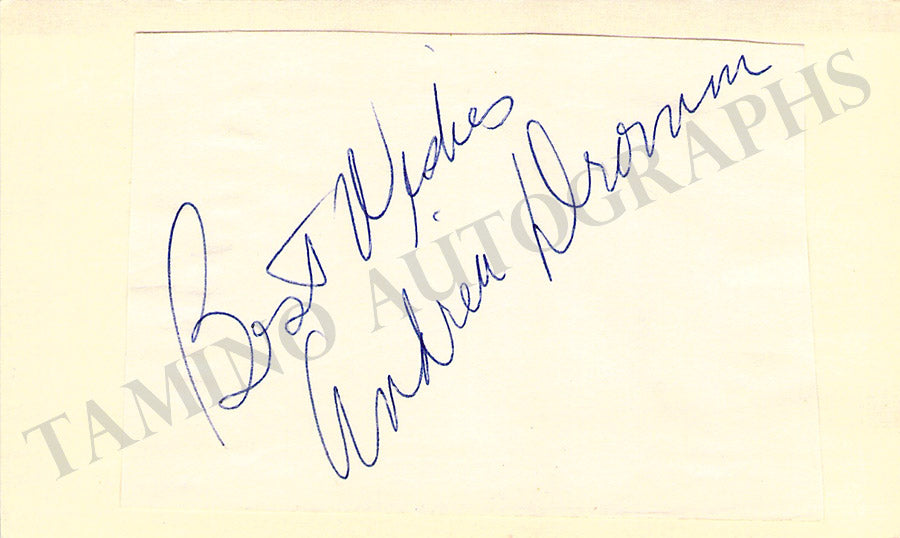 Best Wishes
Andrea Dromm
TAMINO AUTOGRAPHS